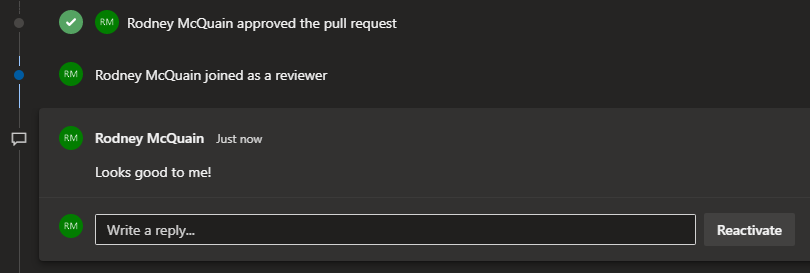 RM Rodney McQuain approved the pull request
RM Rodney McQuain joined as a reviewer
RM Rodney McQuain Just now
Looks good to me!
RM Write a reply... Reactivate